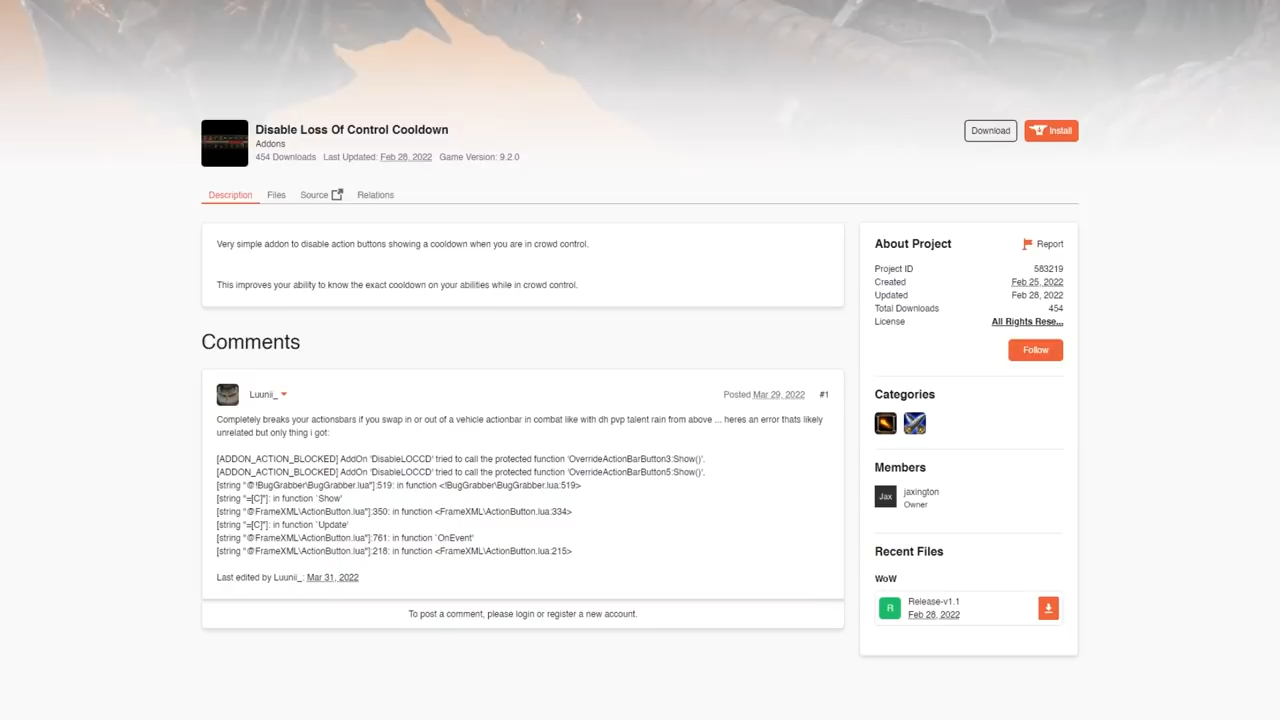 Disable Loss Of Control Cooldown
Addons
454 Downloads Last Updated: Feb 28, 2022 Game Version: 9.2.0
Download
Install
Description Files Source Relations
Very simple addon to disable action buttons showing a cooldown when you are in crowd control.
This improves your ability to know the exact cooldown on your abilities while in crowd control.
Comments
Luunii_ Posted Mar 29, 2022 #1
Completely breaks your actionsbars if you swap in or out of a vehicle actionbar in combat like with dh pvp talent rain from above ... heres an error thats likely
unrelated but only thing i got:
[ADDON_ACTION_BLOCKED] AddOn 'DisableLOCCD' tried to call the protected function 'OverrideActionBarButton3:Show()'.
[ADDON_ACTION_BLOCKED] AddOn 'DisableLOCCD' tried to call the protected function 'OverrideActionBarButton5:Show()'.
[string "@!BugGrabber\BugGrabber.lua"]:519: in function <!BugGrabber\BugGrabber.lua:519>
[string "=[C]"]: in function `Show'
[string "@FrameXML\ActionButton.lua"]:350: in function <FrameXML\ActionButton.lua:334>
[string "=[C]"]: in function `Update'
[string "@FrameXML\ActionButton.lua"]:761: in function `OnEvent'
[string "@FrameXML\ActionButton.lua"]:218: in function <FrameXML\ActionButton.lua:215>
Last edited by Luunii_: Mar 31, 2022
To post a comment, please login or register a new account.
About Project Report
Project ID 583219
Created Feb 25, 2022
Updated Feb 28, 2022
Total Downloads 454
License All Rights Rese...
Follow
Categories
Members
Jax
jaxington
Owner
Recent Files
WoW
R
Release-v1.1
Feb 28, 2022